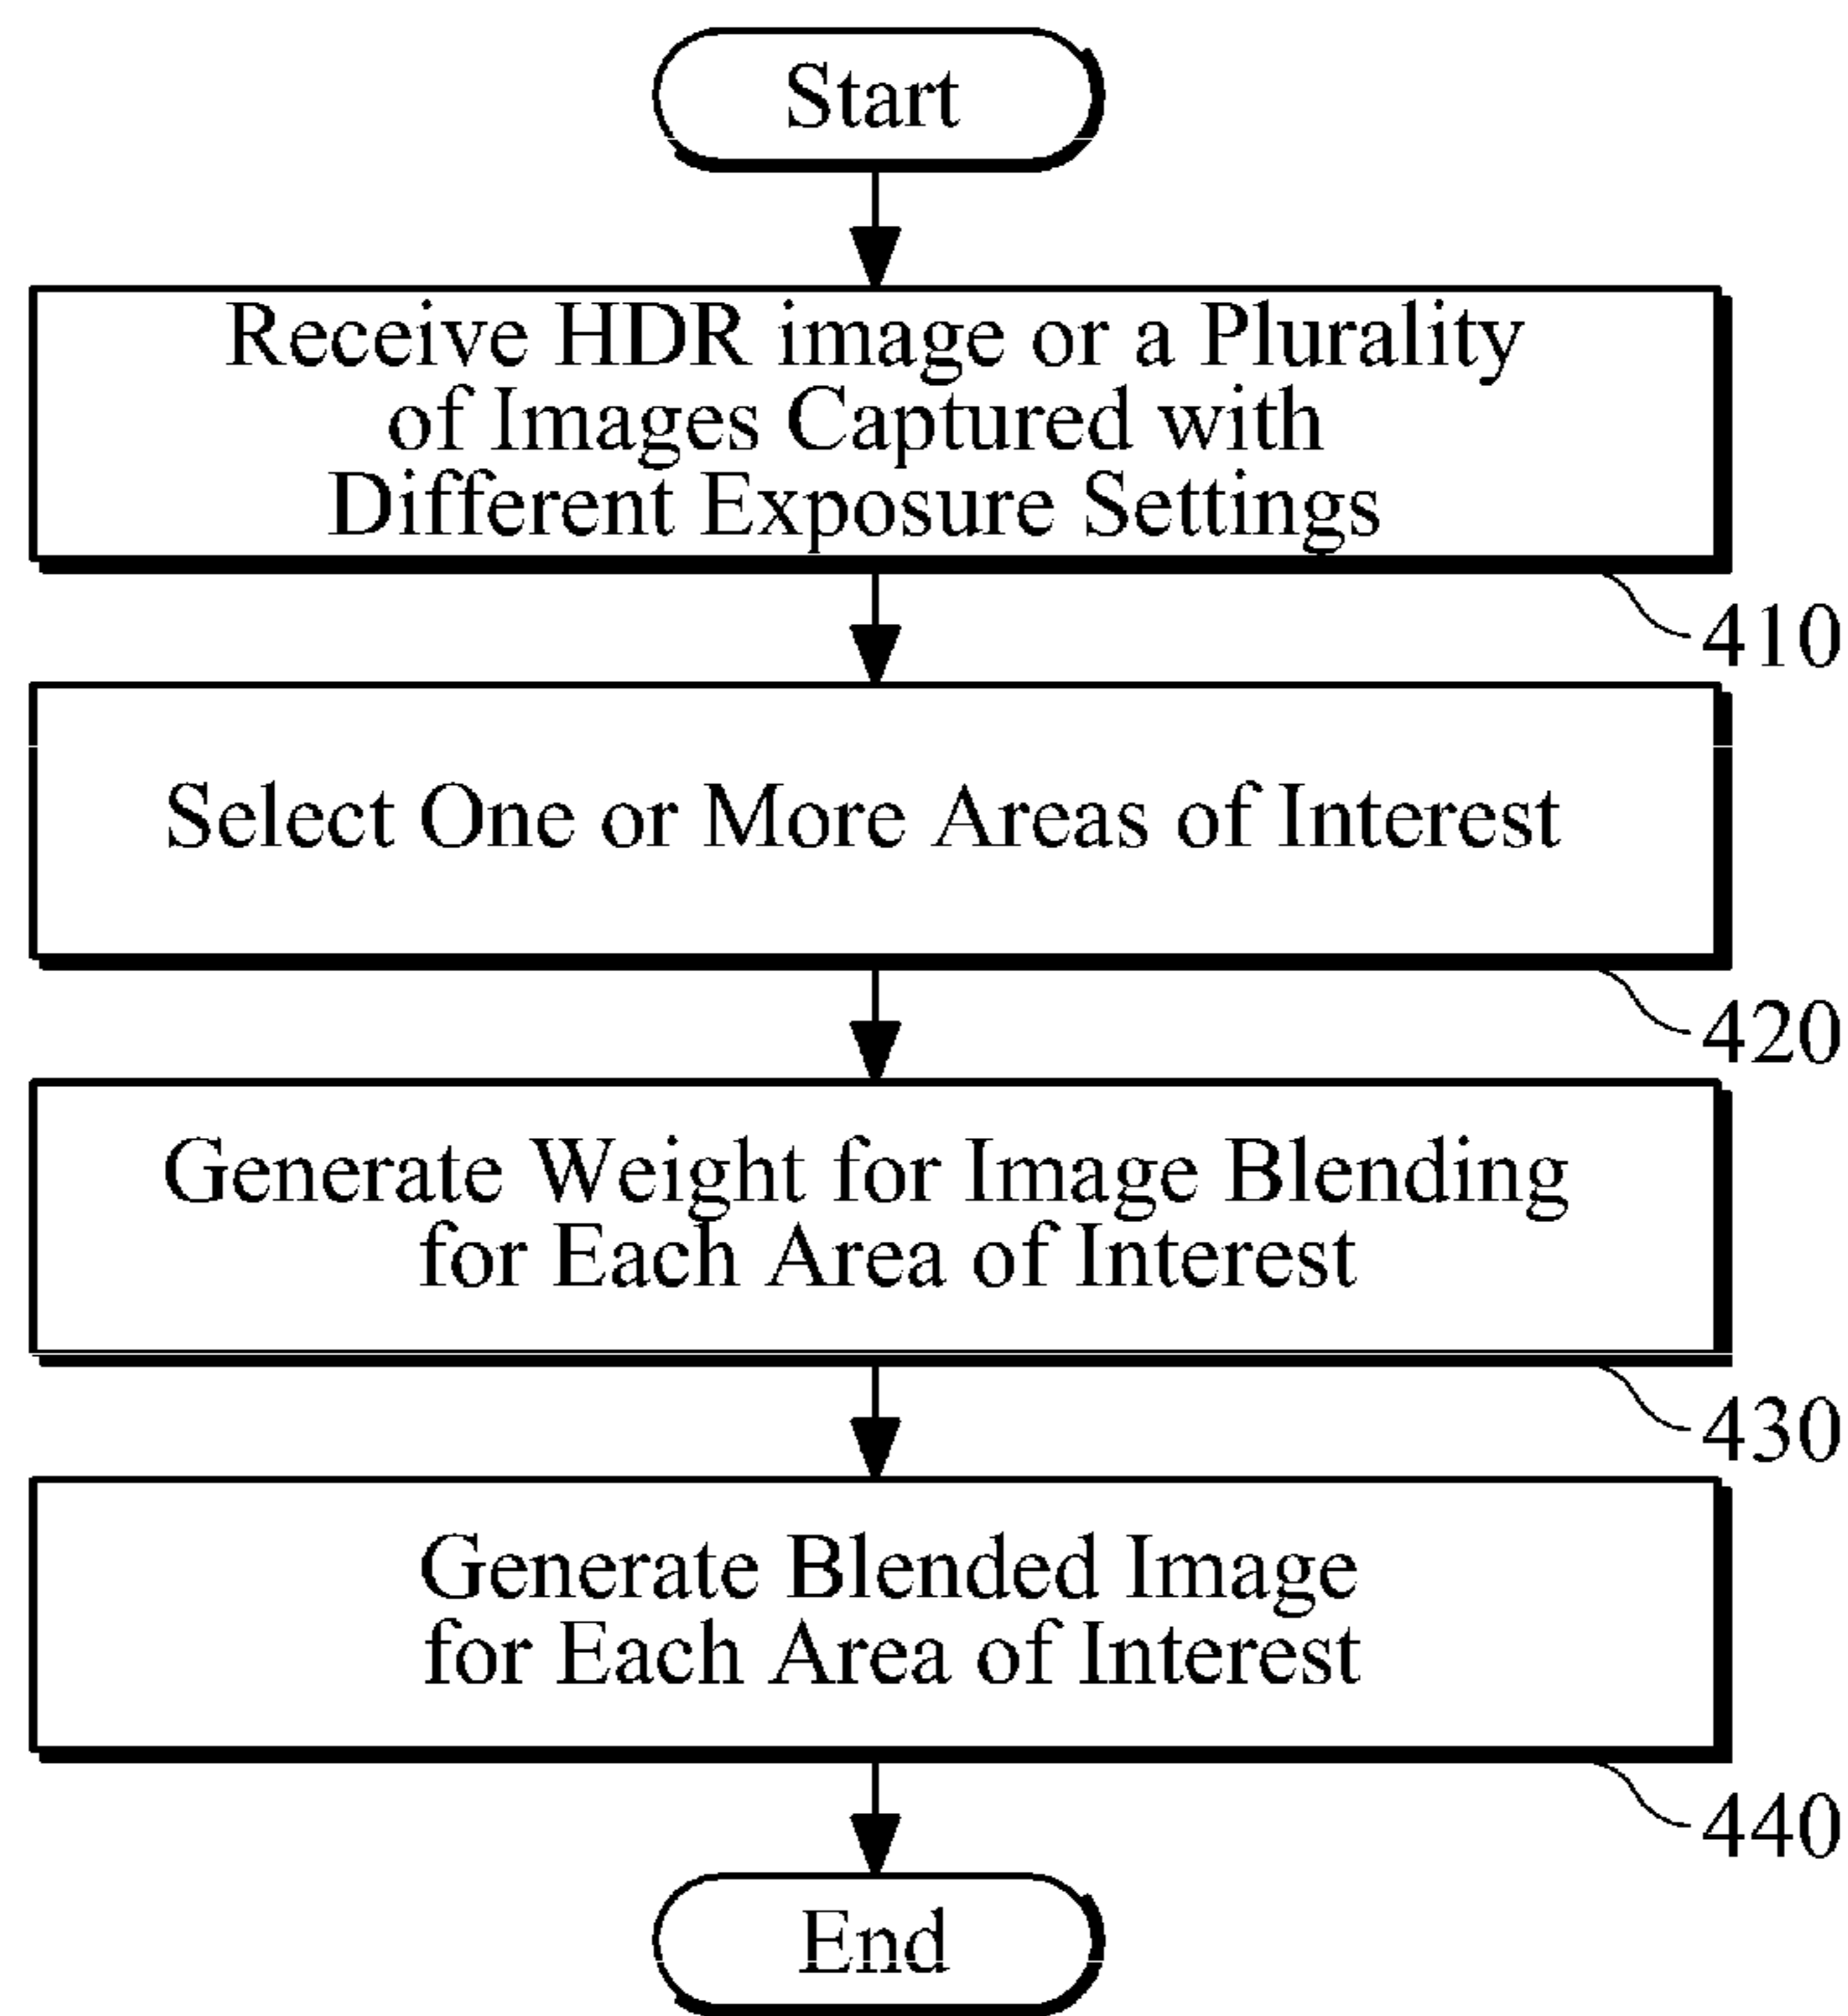 Start
Receive HDR image or a Plurality
of Images Captured with
Different Exposure Settings
410
Select One or More Areas of Interest
420
Generate Weight for Image Blending
for Each Area of Interest
430
Generate Blended Image
for Each Area of Interest
440
End